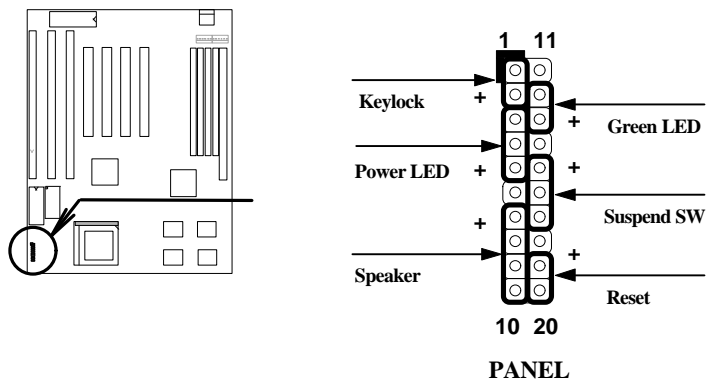 1 11
Keylock
+
+
Green LED
Power LED
+
+
Suspend SW
+
+
Speaker
Reset
10 20
PANEL